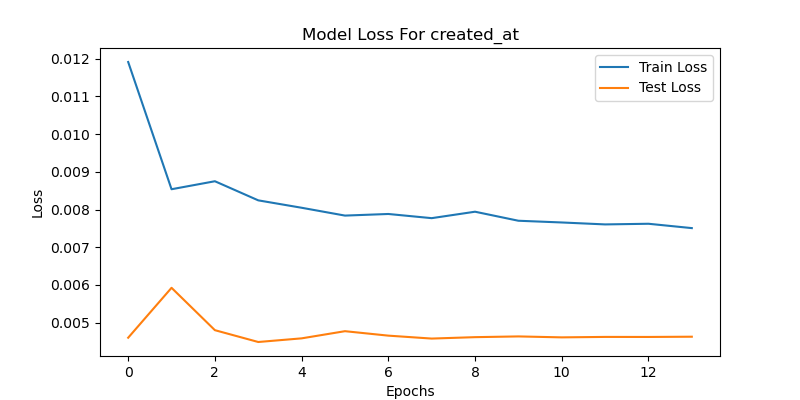 Model Loss For created_at
Train Loss
Test Loss
Loss
0.012
0.011
0.010
0.009
0.008
0.007
0.006
0.005
0 2 4 6 8 10 12
Epochs